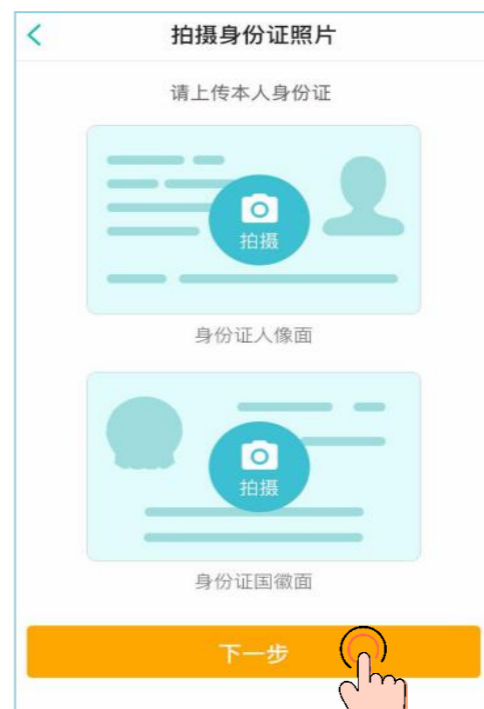 拍摄身份证照片
请上传本人身份证
拍摄
身份证人像面
拍摄
身份证国徽面
下一步